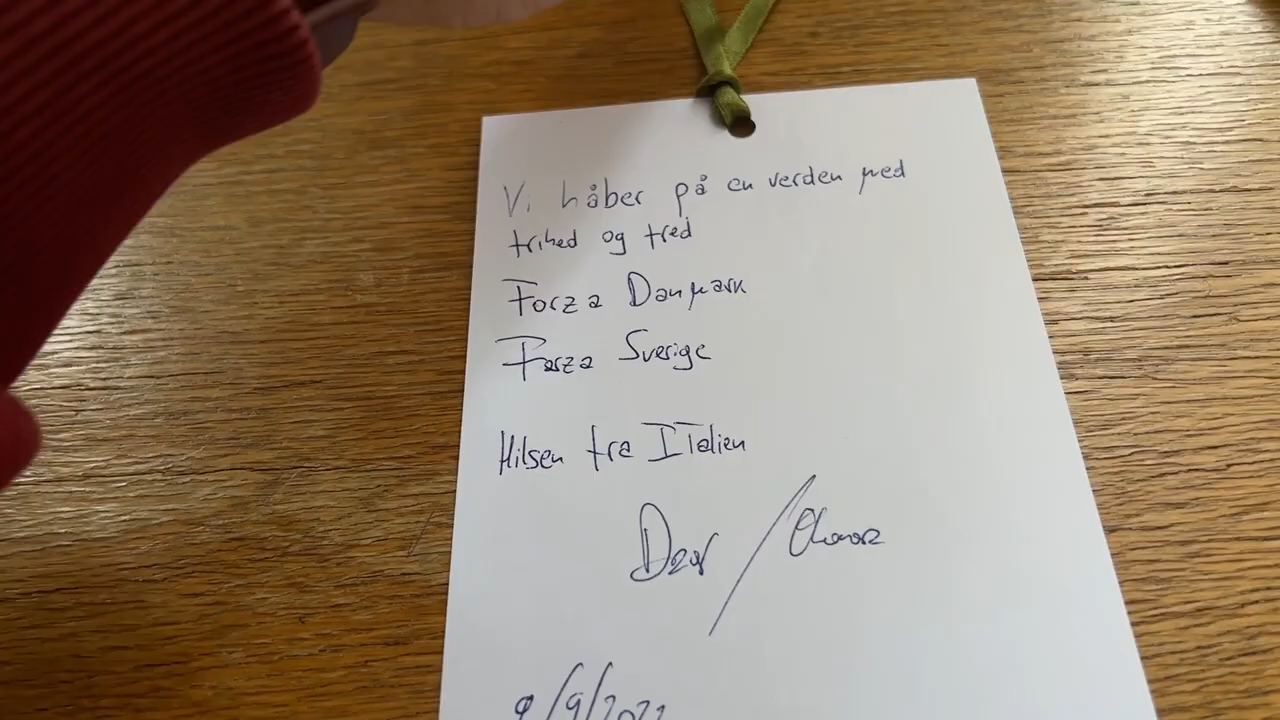 Vi håber på en verden med
frihed og fred
Forza Danmark
Forza Sverige
Hilsen fra ITalien